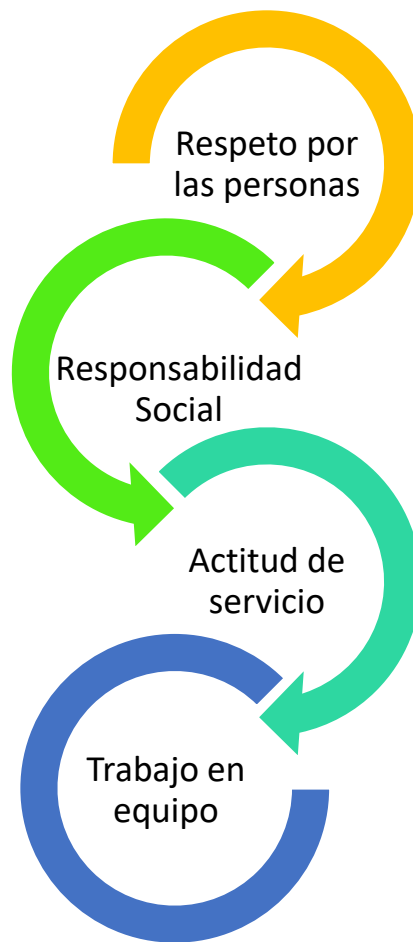 Respeto por
las personas
Responsabilidad
Social
Actitud de
servicio
Trabajo en
equipo